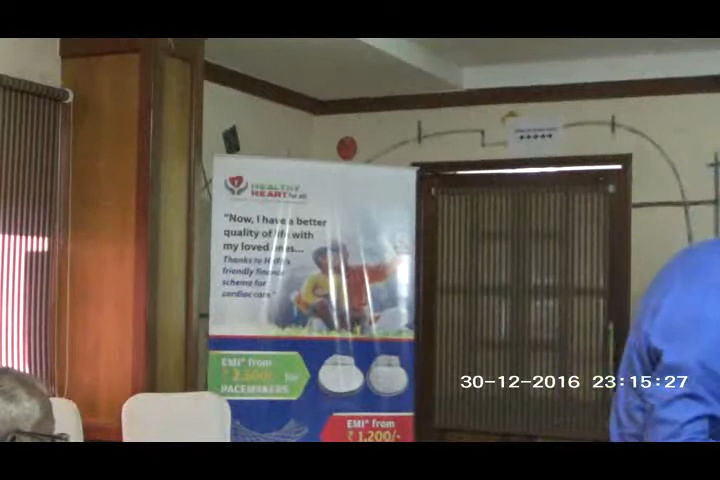 HEALTHY
HEART
"Now, I have a better
quality of life with
my loved ones...
Thanks to
friendly finance
scheme for
cardiac care."
EMI* from
for
PACEMAKERS
EMI* from
₹ 1,200/-
30-12-2016 23:15:27